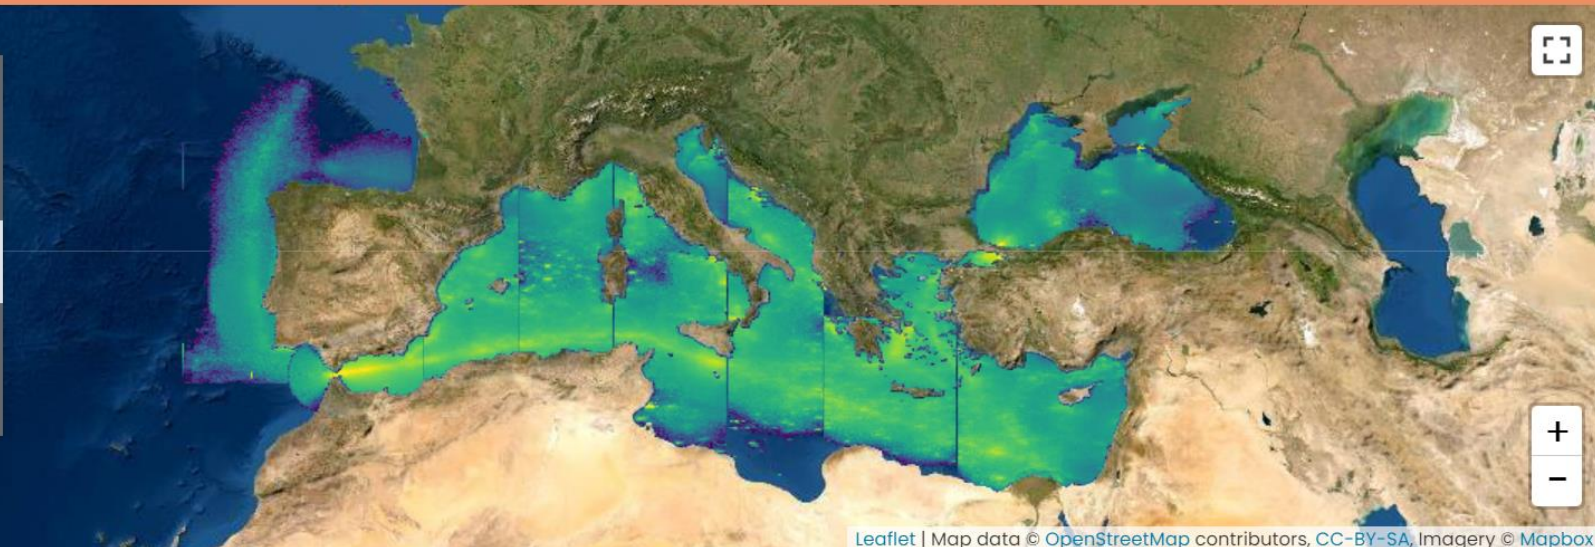 +
−
Leaflet | Map data © OpenStreetMap contributors, CC-BY-SA, Imagery © Mapbox